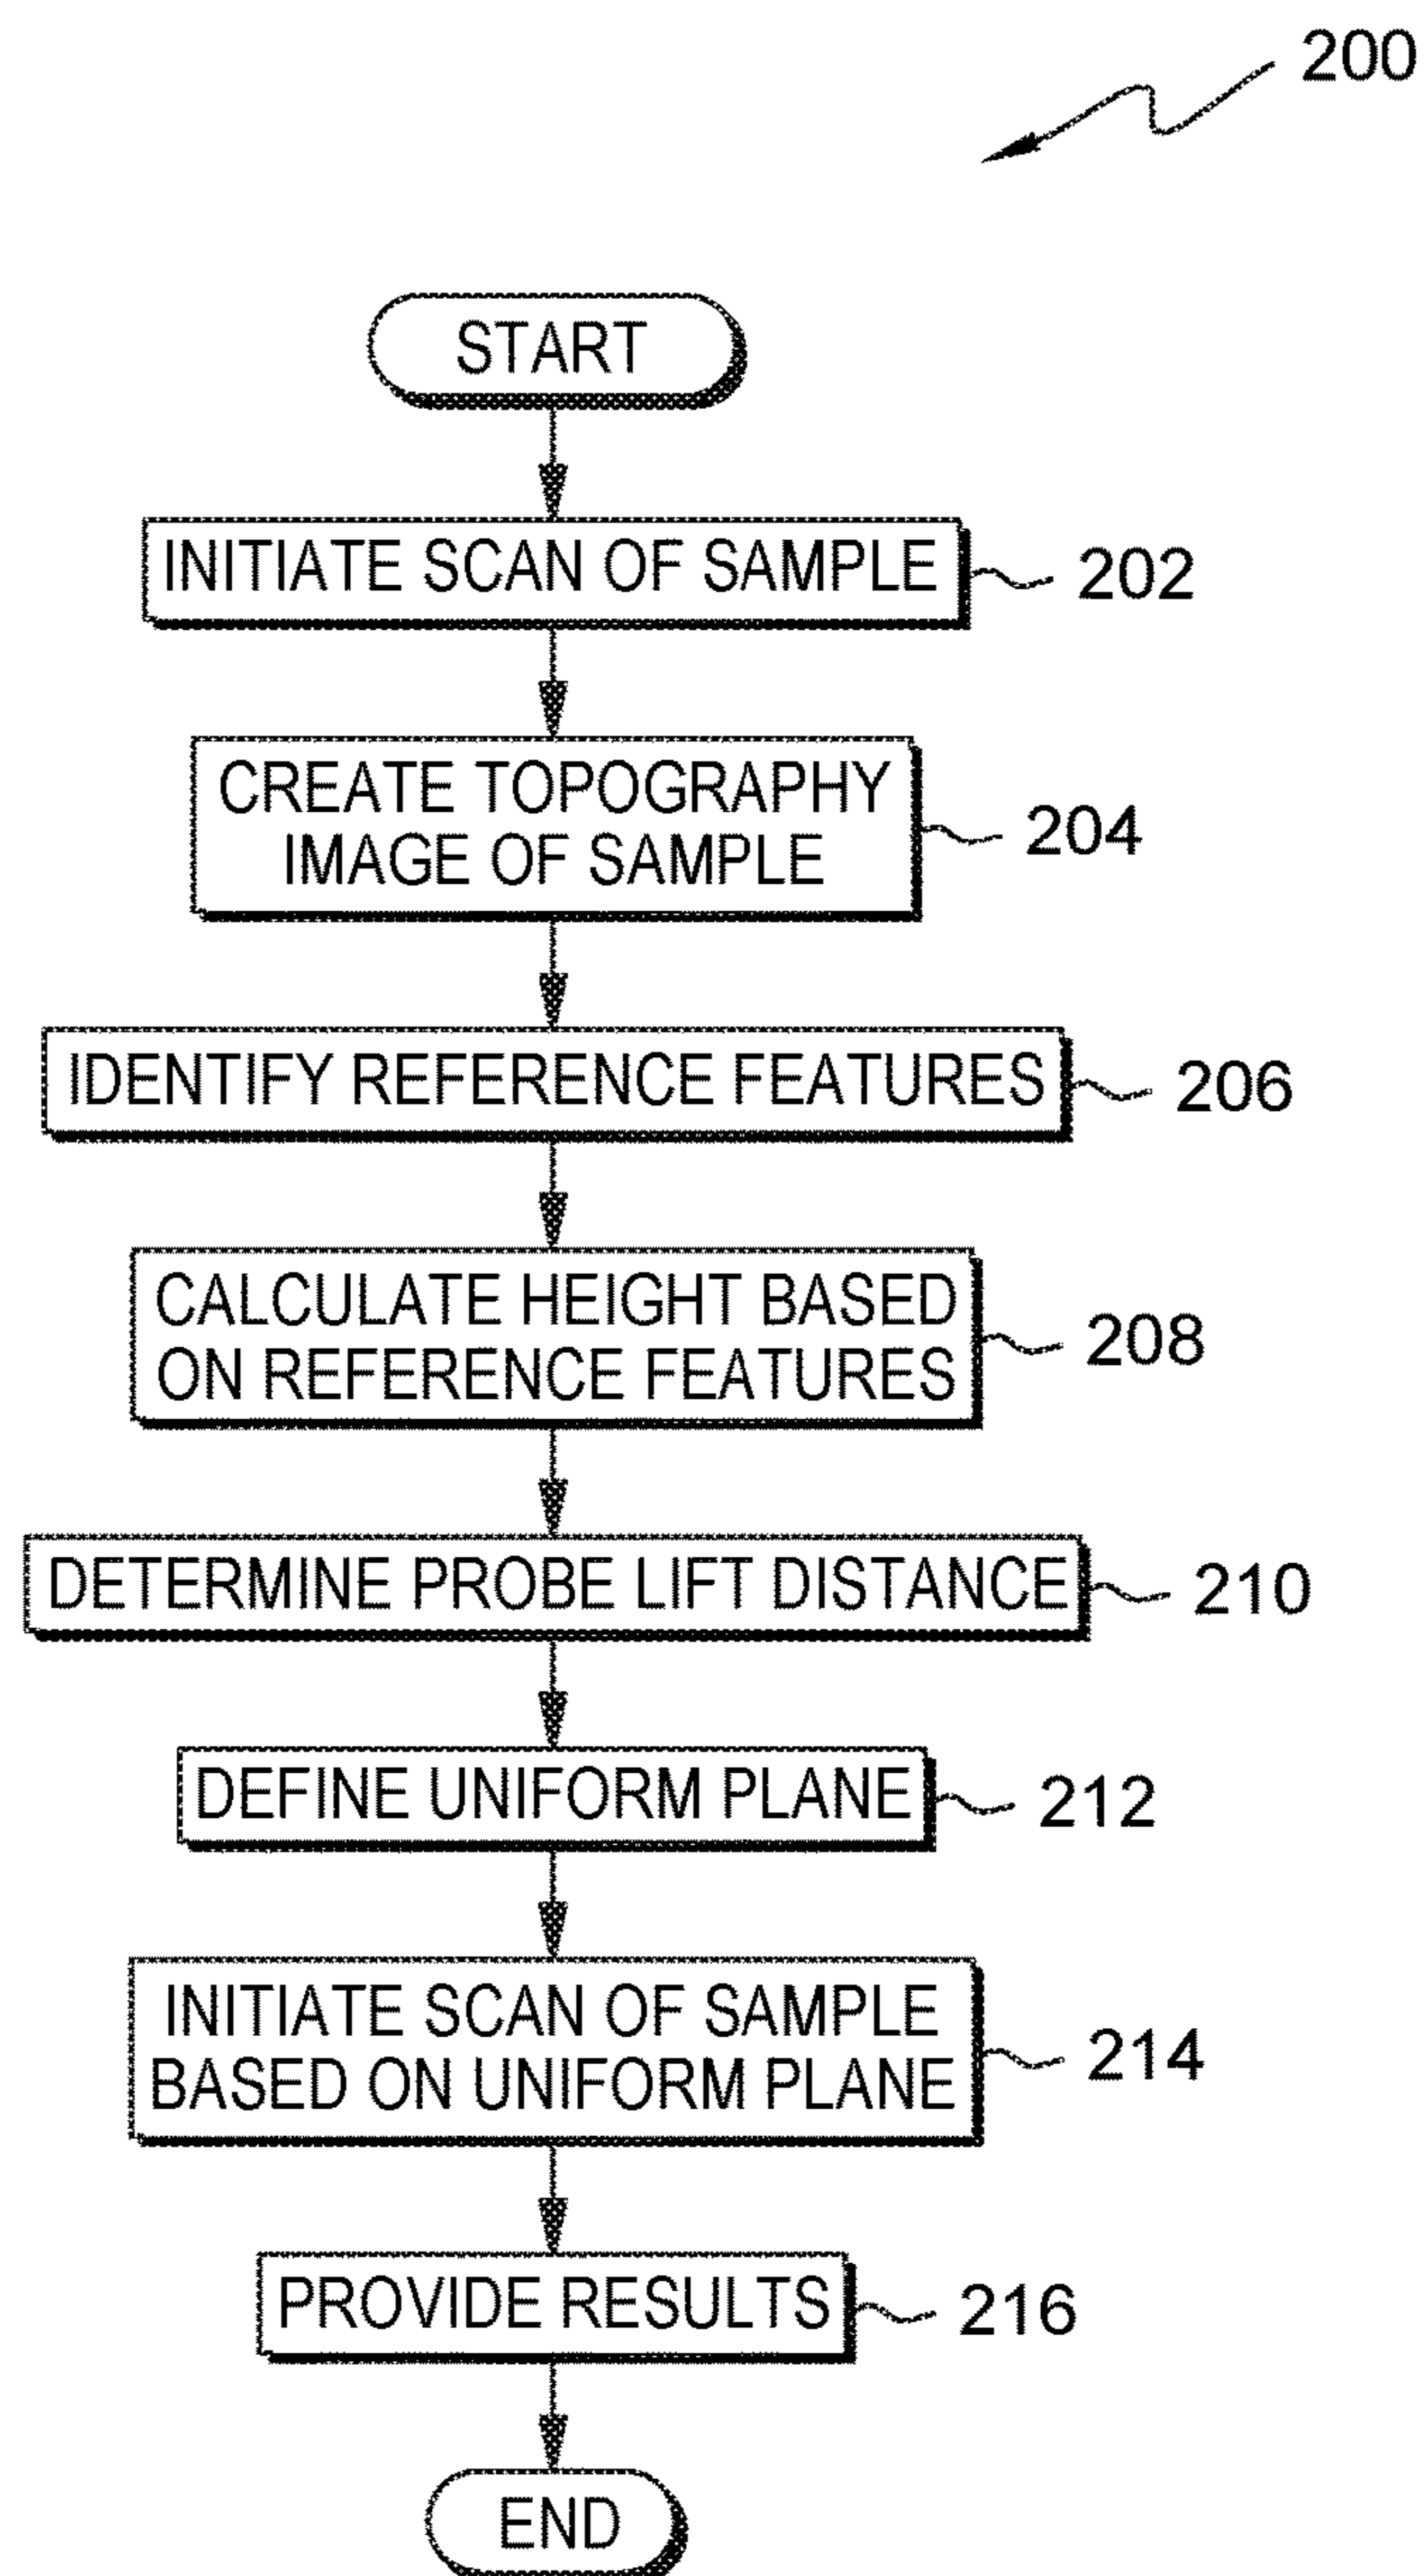 200
START
INITIATE SCAN OF SAMPLE
202
CREATE TOPOGRAPHY
IMAGE OF SAMPLE
204
IDENTIFY REFERENCE FEATURES
206
CALCULATE HEIGHT BASED
ON REFERENCE FEATURES
208
DETERMINE PROBE LIFT DISTANCE
210
DEFINE UNIFORM PLANE
212
INITIATE SCAN OF SAMPLE
BASED ON UNIFORM PLANE
214
PROVIDE RESULTS
216
END